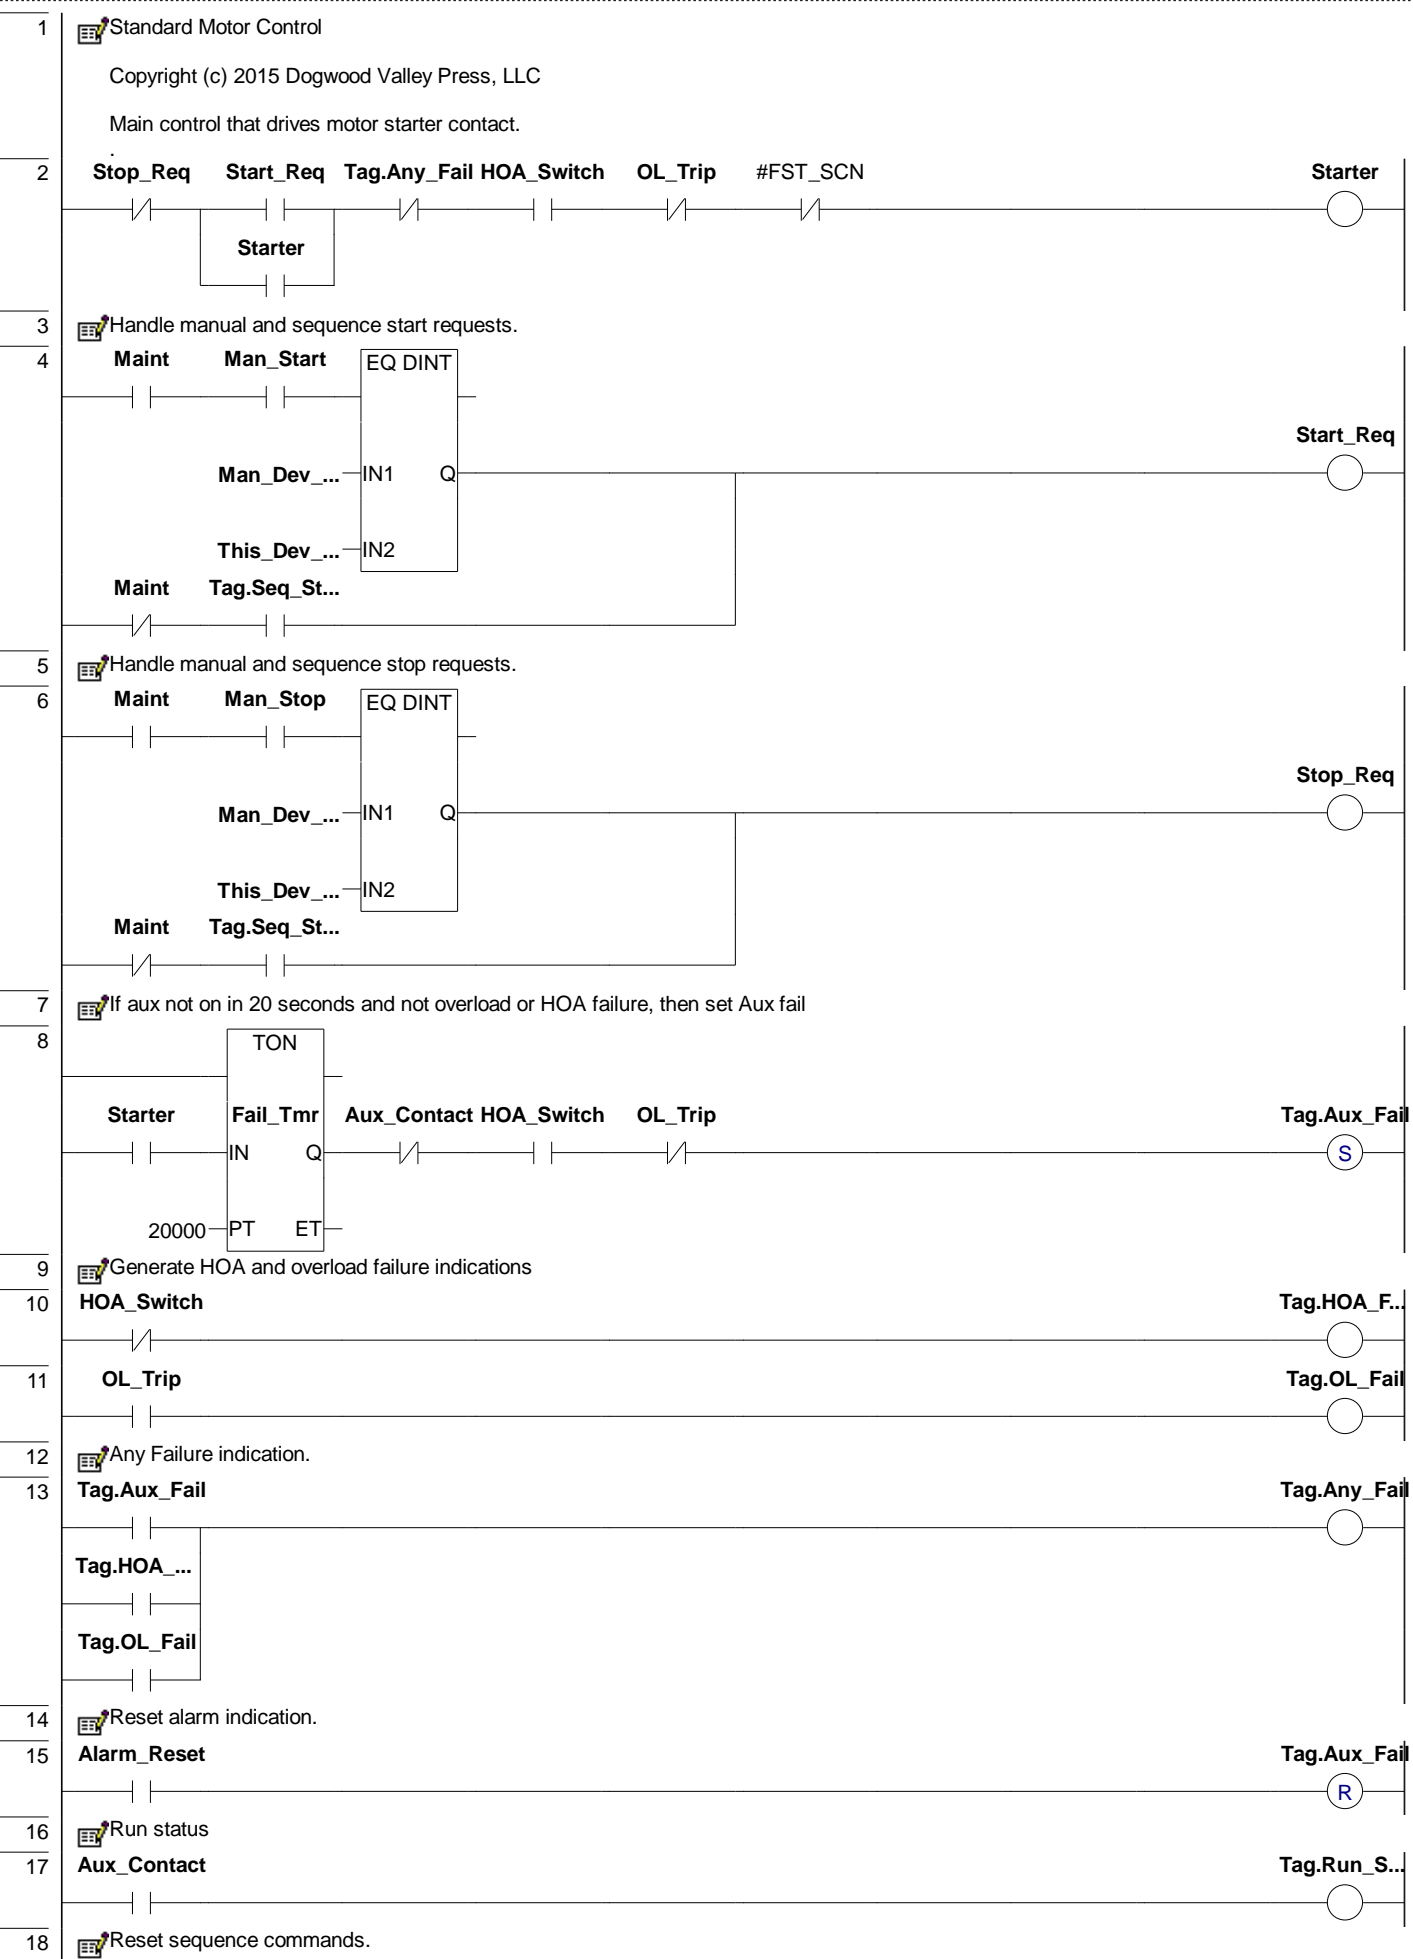 1 Standard Motor Control
Copyright (c) 2015 Dogwood Valley Press, LLC
Main control that drives motor starter contact.
.
2 Stop_Req Start_Req Tag.Any_Fail HOA_Switch OL_Trip #FST_SCN Starter
Starter
3 Handle manual and sequence start requests.
4 Maint Man_Start EQ DINT
Start_Req
Man_Dev_... IN1 Q
This_Dev_... IN2
Maint Tag.Seq_St...
5 Handle manual and sequence stop requests.
6 Maint Man_Stop EQ DINT
Stop_Req
Man_Dev_... IN1 Q
This_Dev_... IN2
Maint Tag.Seq_St...
7 If aux not on in 20 seconds and not overload or HOA failure, then set Aux fail
8 TON
Starter Fail_Tmr Aux_Contact HOA_Switch OL_Trip Tag.Aux_Fail
IN Q S
20000 PT ET
9 Generate HOA and overload failure indications
10 HOA_Switch Tag.HOA_F...
11 OL_Trip Tag.OL_Fail
12 Any Failure indication.
13 Tag.Aux_Fail Tag.Any_Fail
Tag.HOA_...
Tag.OL_Fail
14 Reset alarm indication.
15 Alarm_Reset Tag.Aux_Fail
R
16 Run status
17 Aux_Contact Tag.Run_S...
18 Reset sequence commands.